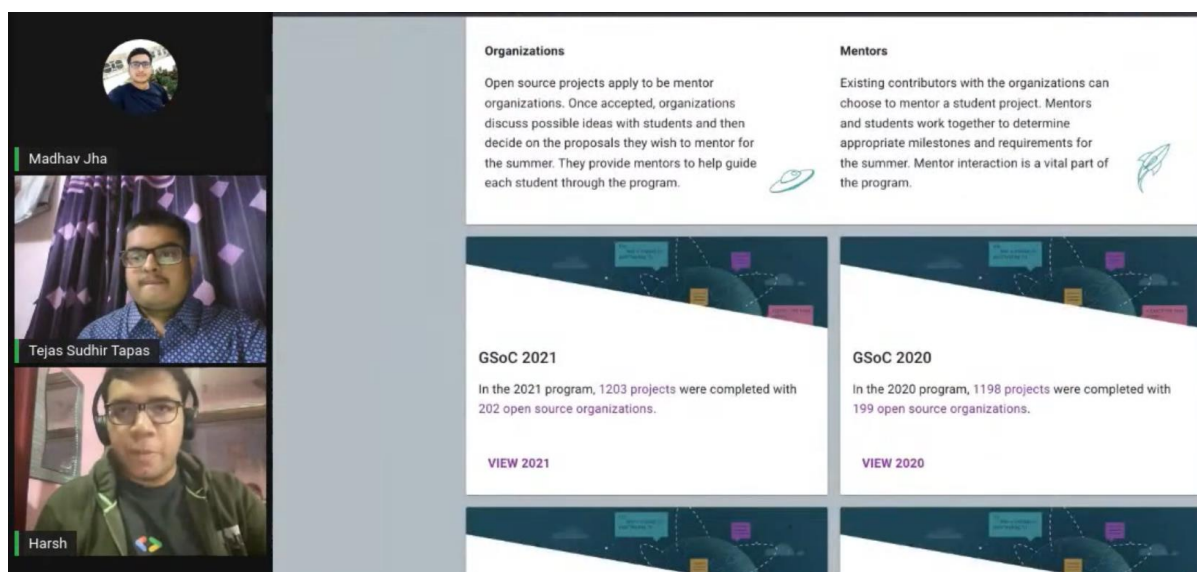 Madhav Jha
Tejas Sudhir Tapas
Harsh
Organizations
Open source projects apply to be mentor
organizations. Once accepted, organizations
discuss possible ideas with students and then
decide on the proposals they wish to mentor for
the summer. They provide mentors to help guide
each student through the program.
Mentors
Existing contributors with the organizations can
choose to mentor a student project. Mentors
and students work together to determine
appropriate milestones and requirements for
the summer. Mentor interaction is a vital part of
the program.
GSoC 2021
In the 2021 program, 1203 projects were completed with
202 open source organizations.
VIEW 2021
GSoC 2020
In the 2020 program, 1198 projects were completed with
199 open source organizations.
VIEW 2020